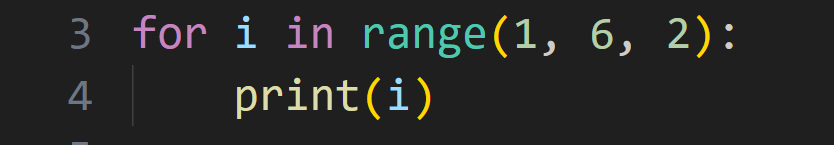 3 for i in range(1, 6, 2):
4     print(i)